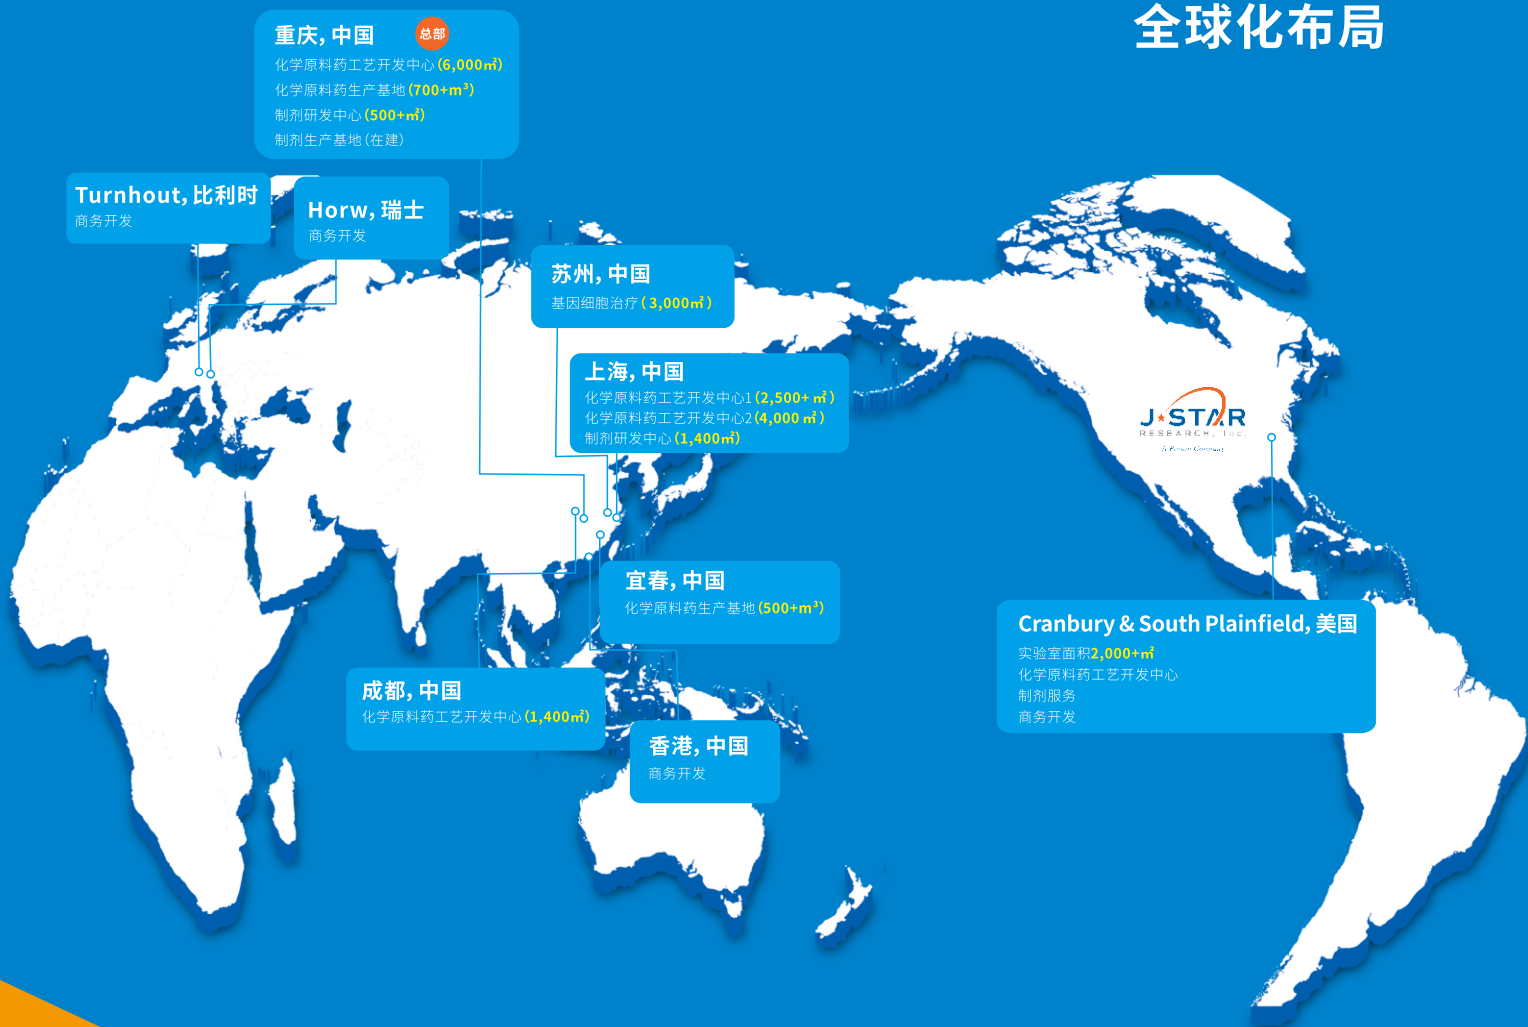 全球化布局
重庆，中国 总部
化学原料药工艺开发中心（6,000㎡）
化学原料药生产基地（700+m³）
制剂研发中心（500+㎡）
制剂生产基地（在建）
Turnhout，比利时
商务开发
Horw，瑞士
商务开发
苏州，中国
基因细胞治疗（3,000㎡）
上海，中国
化学原料药工艺开发中心1（2,500+ ㎡）
化学原料药工艺开发中心2（4,000 ㎡）
制剂研发中心（1,400㎡）
J★STAR
RESEARCH, Inc.
A Porton Company
宜春，中国
化学原料药生产基地（500+m³）
Cranbury & South Plainfield，美国
实验室面积2,000+㎡
化学原料药工艺开发中心
制剂服务
商务开发
成都，中国
化学原料药工艺开发中心（1,400㎡）
香港，中国
商务开发